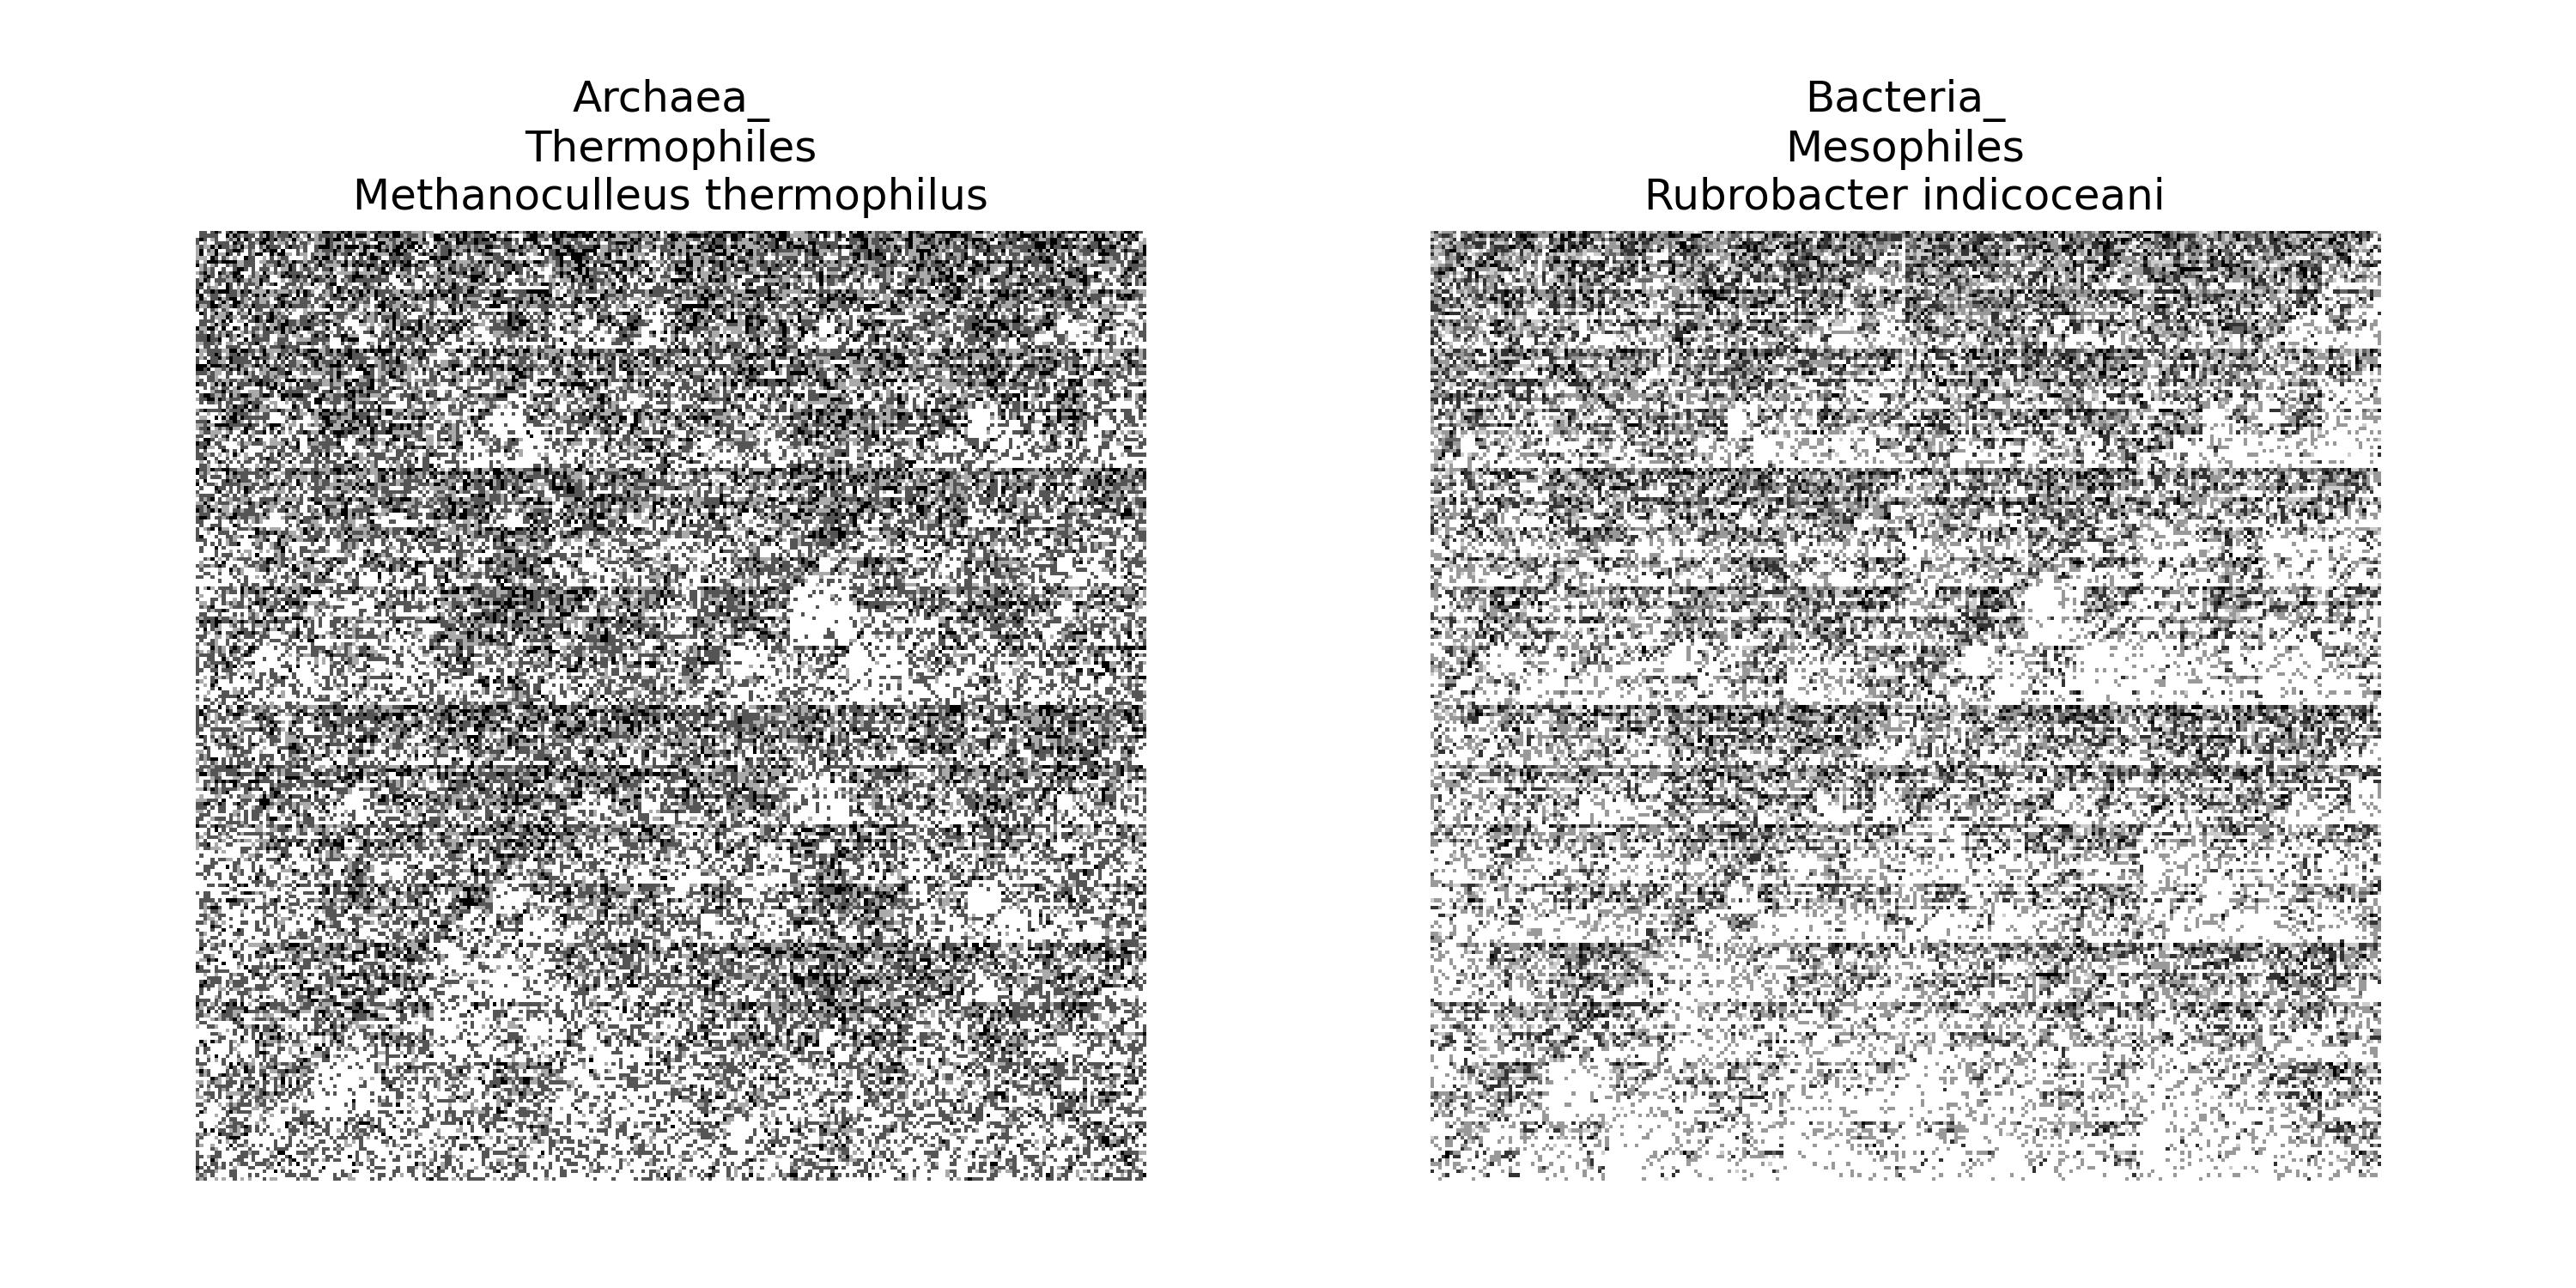 Archaea_
Thermophiles
Methanoculleus thermophilus
Bacteria_
Mesophiles
Rubrobacter indicoceani